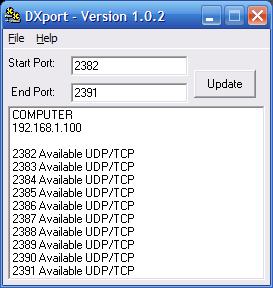 DXport - Version 1.0.2
File Help
Start Port: 2382
End Port: 2391
Update
COMPUTER
192.168.1.100
2382 Available UDP/TCP
2383 Available UDP/TCP
2384 Available UDP/TCP
2385 Available UDP/TCP
2386 Available UDP/TCP
2387 Available UDP/TCP
2388 Available UDP/TCP
2389 Available UDP/TCP
2390 Available UDP/TCP
2391 Available UDP/TCP